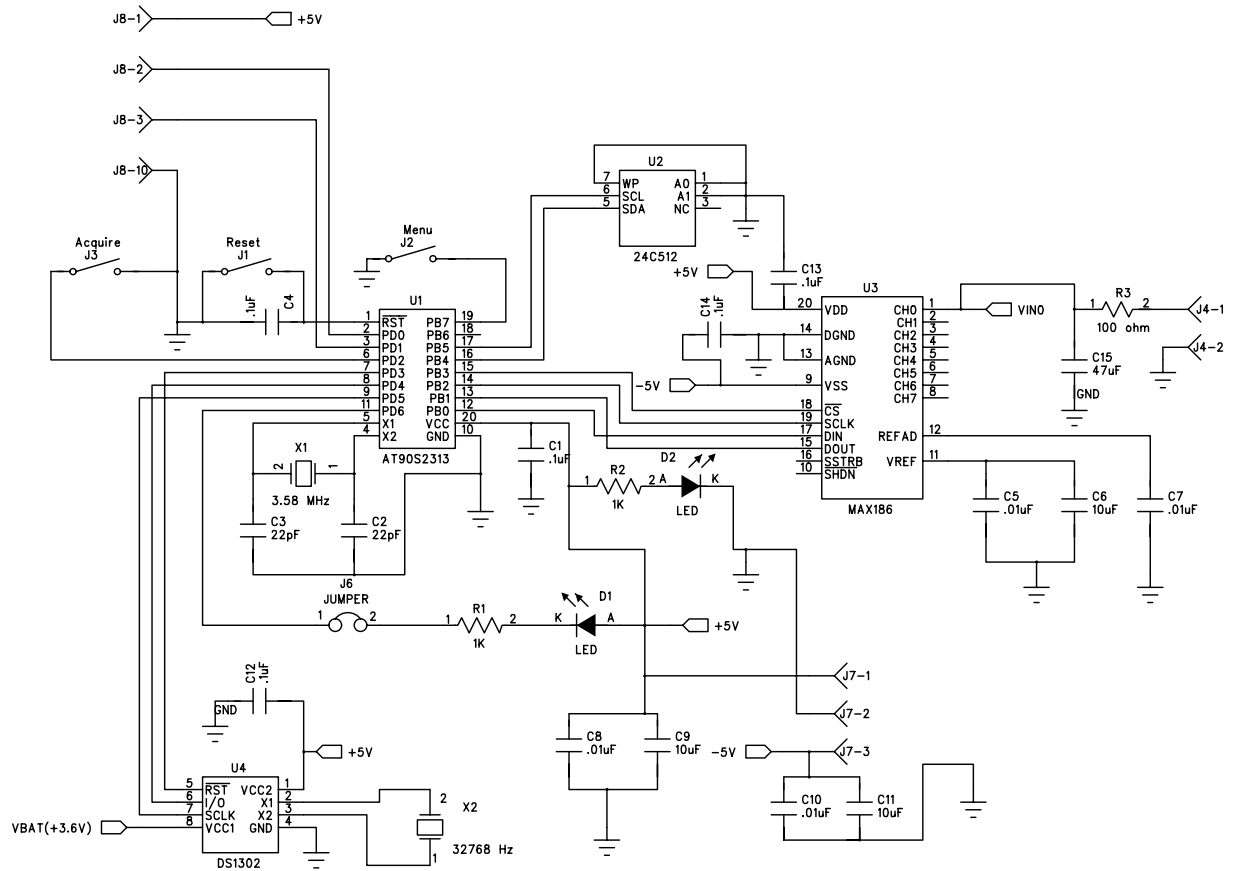 J8-1
+5V
J8-2
J8-3
J8-10
Acquire
J3
Reset
J1
.1uF
C4
Menu
J2
U2
7 WP A0 1
6 SCL A1 2
5 SDA NC 3
24C512
U1
1 RST PB7 19
2 PD0 PB6 18
3 PD1 PB5 17
6 PD2 PB4 16
7 PD3 PB3 15
8 PD4 PB2 14
9 PD5 PB1 13
11 PD6 PB0 12
5 X1 VCC 20
4 X2 GND 10
AT90S2313
+5V
C13
.1uF
C14
.1uF
-5V
U3
20 VDD CH0 1
CH1 2
14 DGND CH2 3
CH3 4
13 AGND CH4 5
CH5 6
9 VSS CH6 7
CH7 8
18 CS
19 SCLK
17 DIN REFAD 12
15 DOUT
16 SSTRB VREF 11
10 SHDN
MAX186
VIN0
R3
1 2
100 ohm
J4-1
J4-2
C15
47uF
GND
X1
2 1
3.58 MHz
C3
22pF
C2
22pF
C1
.1uF
R2
1 2
1K
D2
A K
LED
C5
.01uF
C6
10uF
C7
.01uF
J6
JUMPER
1 2
R1
1 2
1K
D1
K A
LED
+5V
J7-1
J7-2
J7-3
C12
.1uF
GND
+5V
C8
.01uF
C9
10uF
-5V
C10
.01uF
C11
10uF
U4
5 RST VCC2 1
6 I/O X1 2
7 SCLK X2 3
8 VCC1 GND 4
DS1302
VBAT(+3.6V)
2
X2
32768 Hz
1